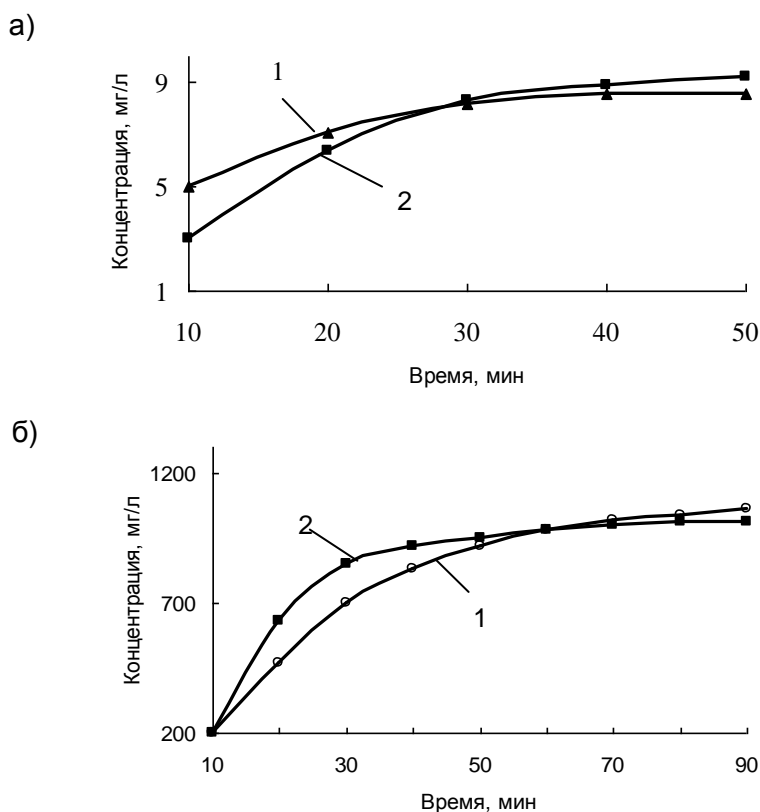 а)
Концентрация, мг/л
9
5
1
1
2
10 20 30 40 50
Время, мин
б)
Концентрация, мг/л
1200
700
200
2
1
10 30 50 70 90
Время, мин